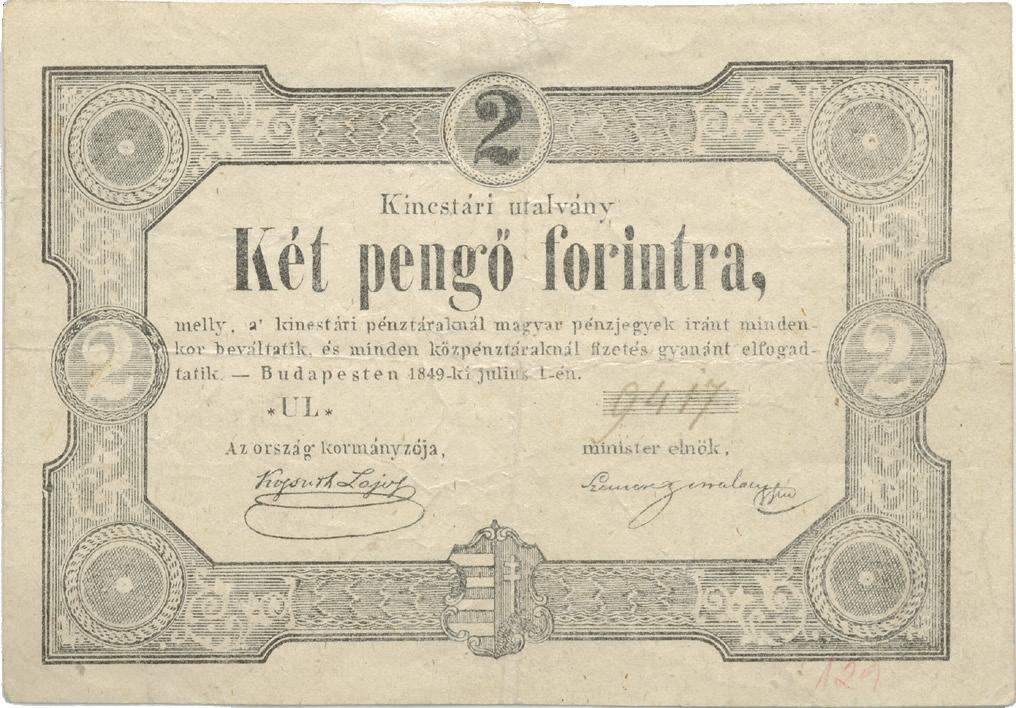 2
Kincstári utalvány
Két pengő forintra,
melly, a' kincstári pénztáraknál magyar pénzjegyek iránt minden-
2 kor beváltatik, és minden közpénztáraknál fizetés gyanánt elfogad- 2
tatik. — Budapesten 1849-ki julius 1-én.
*UL* 9417
Az ország kormányzója, minister elnök,
Kossuth Lajos Szemere
129